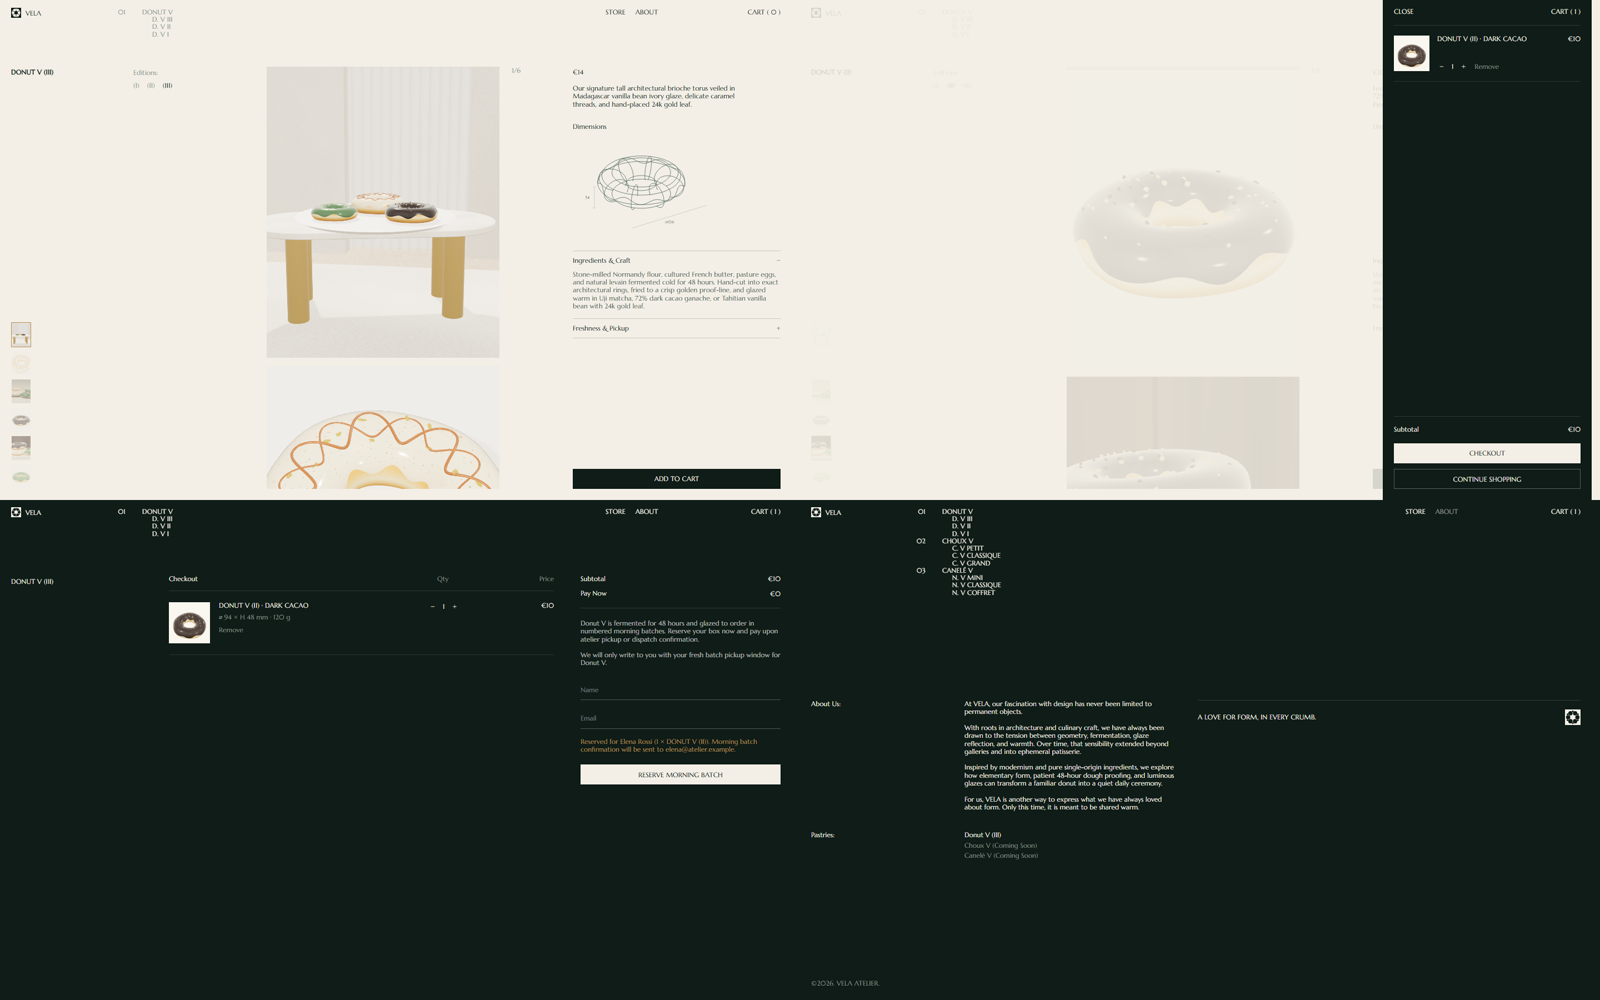 VELA
01 DONUT V
D. V III
D. V II
D. V I
STORE ABOUT
CART ( 0 )
DONUT V (III)
Editions:
(I) (II) (III)
1/6
€14
Our signature tall architectural brioche torus veiled in
Madagascar vanilla bean ivory glaze, delicate caramel
threads, and hand-placed 24k gold leaf.
Dimensions
Ingredients & Craft −
Stone-milled Normandy flour, cultured French butter, pasture eggs,
and natural levain fermented cold for 48 hours. Hand-cut into exact
architectural rings, fried to a crisp golden proof-line, and glazed
warm in Uji matcha, 72% dark cacao ganache, or Tahitian vanilla
bean with 24k gold leaf.
Freshness & Pickup +
ADD TO CART
VELA
01 DONUT V
D. V III
D. V II
D. V I
DONUT V (II)
CLOSE
CART ( 1 )
DONUT V (II) · DARK CACAO €10
− 1 + Remove
Subtotal €10
CHECKOUT
CONTINUE SHOPPING
VELA
01 DONUT V
D. V III
D. V II
D. V I
STORE ABOUT
CART ( 1 )
DONUT V (III)
Checkout Qty Price
DONUT V (II) · DARK CACAO − 1 + €10
⌀ 94 × H 48 mm · 120 g
Remove
Subtotal €10
Pay Now €0
Donut V is fermented for 48 hours and glazed to order in
numbered morning batches. Reserve your box now and pay upon
atelier pickup or dispatch confirmation.
We will only write to you with your fresh batch pickup window for
Donut V.
Name
Email
Reserved for Elena Rossi (1 × DONUT V (II)). Morning batch
confirmation will be sent to elena@atelier.example.
RESERVE MORNING BATCH
VELA
01 DONUT V
D. V III
D. V II
D. V I
02 CHOUX V
C. V PETIT
C. V CLASSIQUE
C. V GRAND
03 CANELÉ V
N. V MINI
N. V CLASSIQUE
N. V COFFRET
STORE ABOUT
CART ( 1 )
About Us:
At VELA, our fascination with design has never been limited to
permanent objects.
With roots in architecture and culinary craft, we have always been
drawn to the tension between geometry, fermentation, glaze
reflection, and warmth. Over time, that sensibility extended beyond
galleries and into ephemeral patisserie.
Inspired by modernism and pure single-origin ingredients, we explore
how elementary form, patient 48-hour dough proofing, and luminous
glazes can transform a familiar donut into a quiet daily ceremony.
For us, VELA is another way to express what we have always loved
about form. Only this time, it is meant to be shared warm.
A LOVE FOR FORM, IN EVERY CRUMB.
Pastries:
Donut V (III)
Choux V (Coming Soon)
Canelé V (Coming Soon)
©2026. VELA ATELIER.